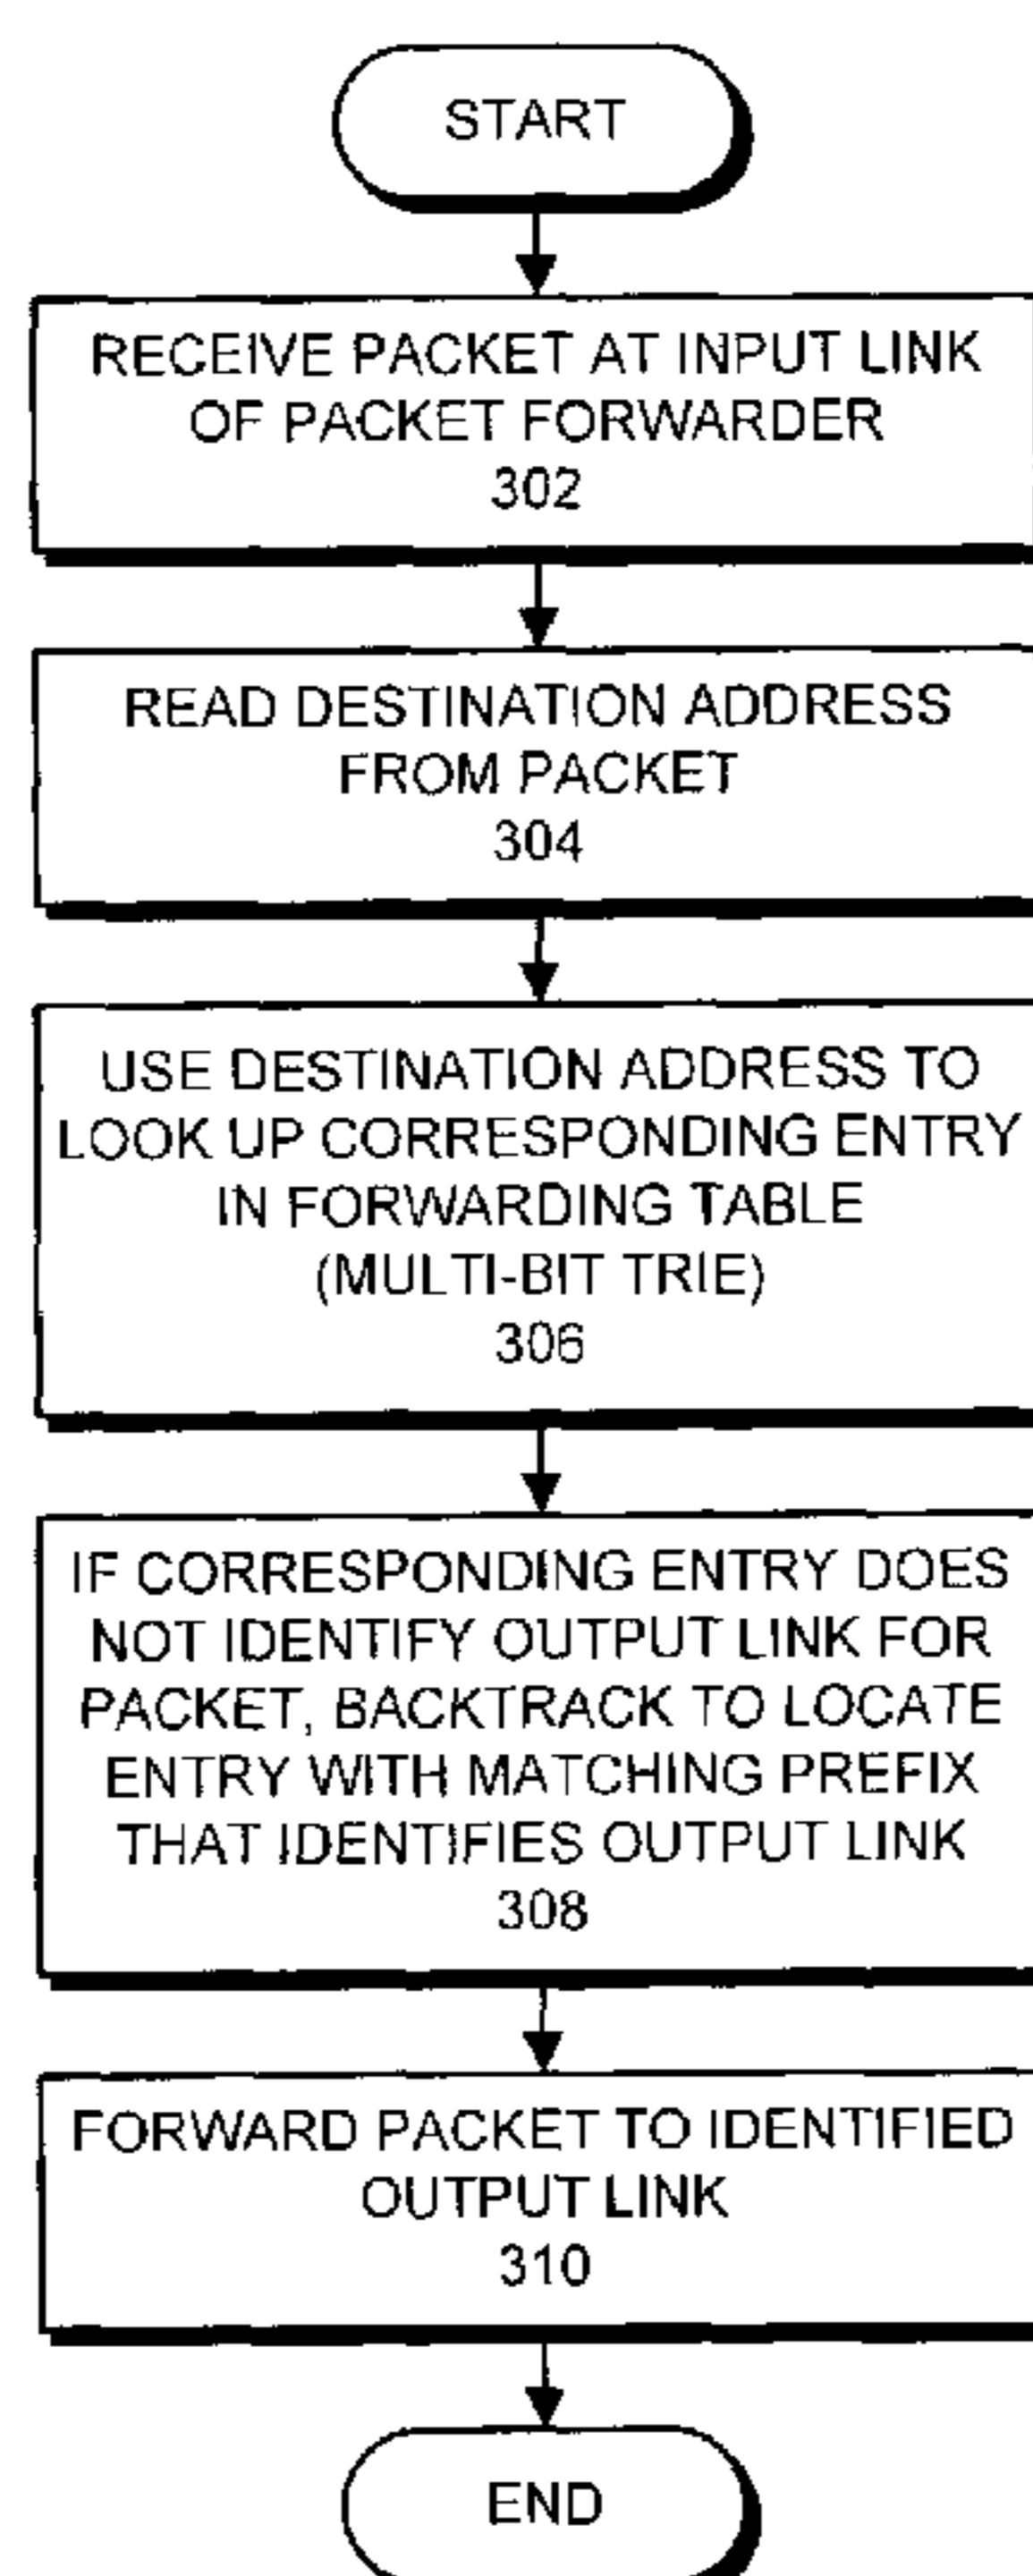 START
RECEIVE PACKET AT INPUT LINK
OF PACKET FORWARDER
302
READ DESTINATION ADDRESS
FROM PACKET
304
USE DESTINATION ADDRESS TO
LOOK UP CORRESPONDING ENTRY
IN FORWARDING TABLE
(MULTI-BIT TRIE)
306
IF CORRESPONDING ENTRY DOES
NOT IDENTIFY OUTPUT LINK FOR
PACKET, BACKTRACK TO LOCATE
ENTRY WITH MATCHING PREFIX
THAT IDENTIFIES OUTPUT LINK
308
FORWARD PACKET TO IDENTIFIED
OUTPUT LINK
310
END